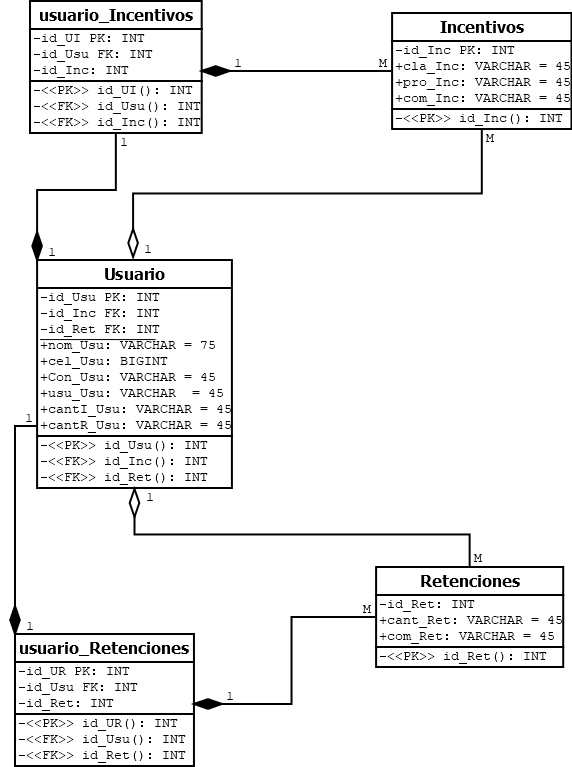 usuario_Incentivos
-id_UI PK: INT
-id_Usu FK: INT
-id_Inc: INT
-<<PK>> id_UI(): INT
-<<FK>> id_Usu(): INT
-<<FK>> id_Inc(): INT
1
M
Incentivos
-id_Inc PK: INT
+cla_Inc: VARCHAR = 45
+pro_Inc: VARCHAR = 45
+com_Inc: VARCHAR = 45
-<<PK>> id_Inc(): INT
1
M
1
1
Usuario
-id_Usu PK: INT
-id_Inc FK: INT
-id_Ret FK: INT
+nom_Usu: VARCHAR = 75
+cel_Usu: BIGINT
+Con_Usu: VARCHAR = 45
+usu_Usu: VARCHAR = 45
+cantI_Usu: VARCHAR = 45
+cantR_Usu: VARCHAR = 45
-<<PK>> id_Usu(): INT
-<<FK>> id_Inc(): INT
-<<FK>> id_Ret(): INT
1
1
M
Retenciones
-id_Ret: INT
+cant_Ret: VARCHAR = 45
+com_Ret: VARCHAR = 45
-<<PK>> id_Ret(): INT
M
1
usuario_Retenciones
-id_UR PK: INT
-id_Usu FK: INT
-id_Ret: INT
-<<PK>> id_UR(): INT
-<<FK>> id_Usu(): INT
-<<FK>> id_Ret(): INT
1